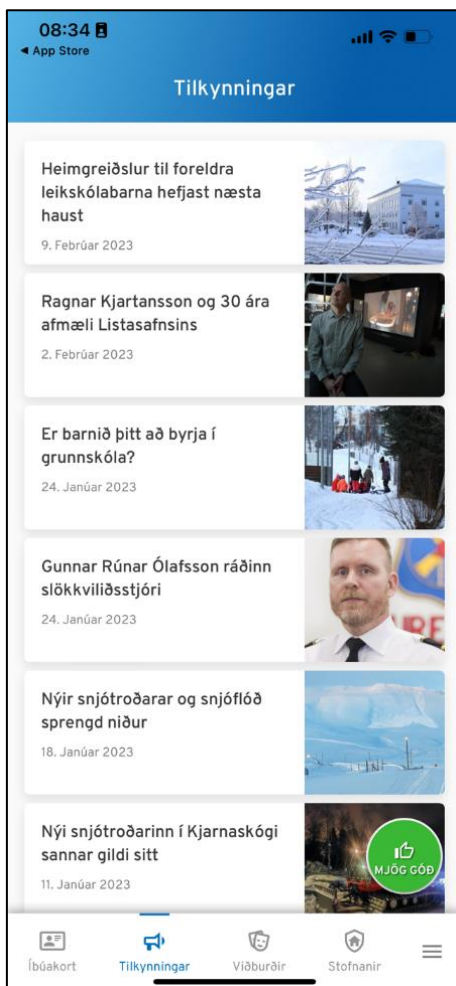 08:34
◀ App Store
Tilkynningar
Heimgreiðslur til foreldra
leikskólabarna hefjast næsta
haust
9. Febrúar 2023
Ragnar Kjartansson og 30 ára
afmæli Listasafnsins
2. Febrúar 2023
Er barnið þitt að byrja í
grunnskóla?
24. Janúar 2023
Gunnar Rúnar Ólafsson ráðinn
slökkviliðsstjóri
24. Janúar 2023
Nýir snjótroðarar og snjóflóð
sprengd niður
18. Janúar 2023
Nýi snjótroðarinn í Kjarnaskógi
sannar gildi sitt
11. Janúar 2023
MJÖG GÓÐ
Íbúakort
Tilkynningar
Viðburðir
Stofnanir